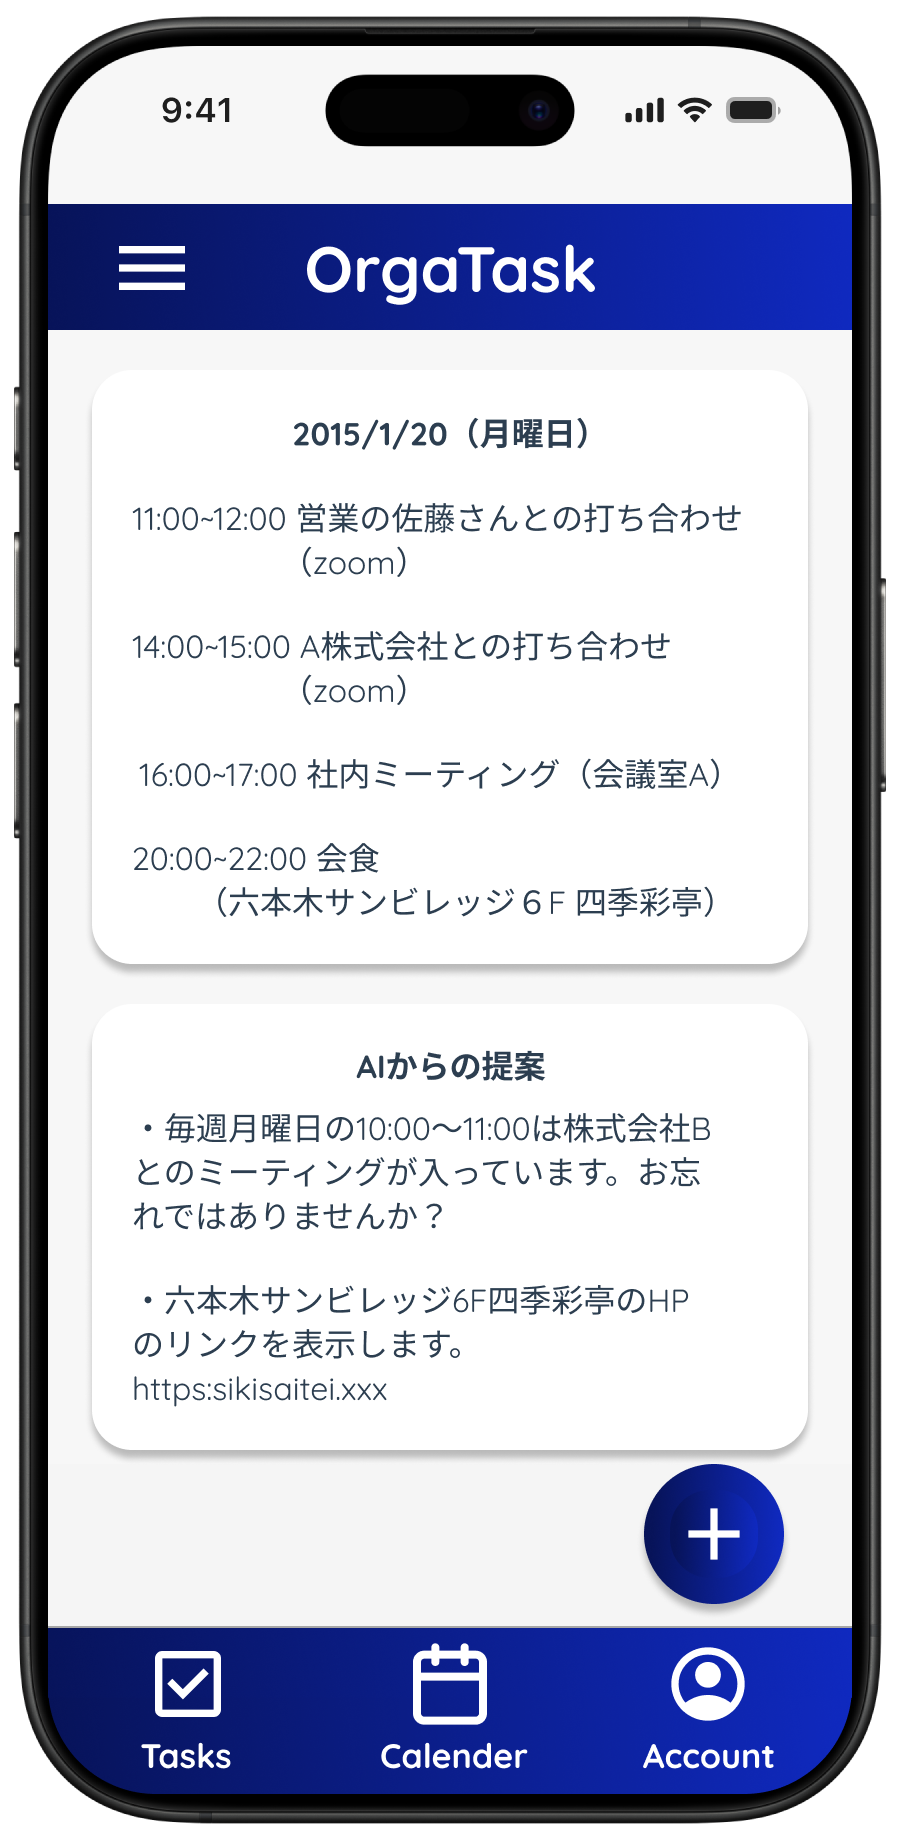 9:41
OrgaTask
2015/1/20（月曜日）
11:00~12:00 営業の佐藤さんとの打ち合わせ
（zoom）
14:00~15:00 A株式会社との打ち合わせ
（zoom）
16:00~17:00 社内ミーティング（会議室A）
20:00~22:00 会食
（六本木サンビレッジ６F 四季彩亭）
AIからの提案
・毎週月曜日の10:00〜11:00は株式会社B
とのミーティングが入っています。お忘
れではありませんか？
・六本木サンビレッジ6F四季彩亭のHP
のリンクを表示します。
https:sikisaitei.xxx
Tasks
Calender
Account